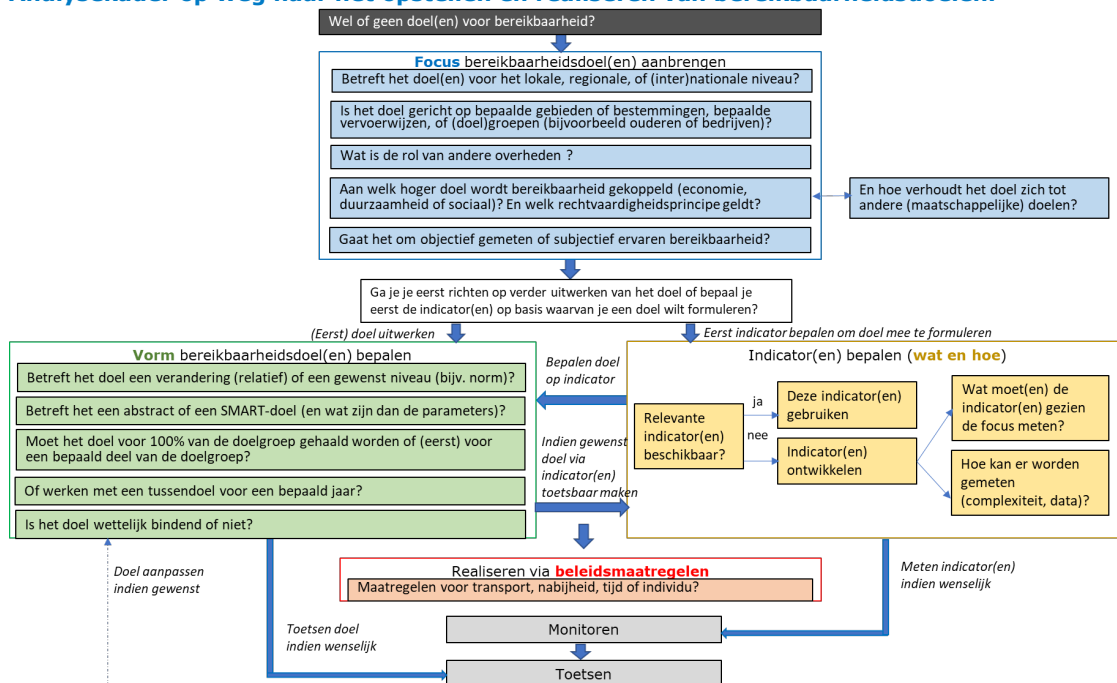 Analysekader op weg naar het opstellen en realiseren van bereikbaarheidsdoelen.
Wel of geen doel(en) voor bereikbaarheid?
Focus bereikbaarheidsdoel(en) aanbrengen
Betreft het doel(en) voor het lokale, regionale, of (inter)nationale niveau?
Is het doel gericht op bepaalde gebieden of bestemmingen, bepaalde
vervoerwijzen, of (doel)groepen (bijvoorbeeld ouderen of bedrijven)?
Wat is de rol van andere overheden ?
Aan welk hoger doel wordt bereikbaarheid gekoppeld (economie,
duurzaamheid of sociaal)? En welk rechtvaardigheidsprincipe geldt?
En hoe verhoudt het doel zich tot
andere (maatschappelijke) doelen?
Gaat het om objectief gemeten of subjectief ervaren bereikbaarheid?
Ga je je eerst richten op verder uitwerken van het doel of bepaal je
eerst de indicator(en) op basis waarvan je een doel wilt formuleren?
(Eerst) doel uitwerken
Eerst indicator bepalen om doel mee te formuleren
Vorm bereikbaarheidsdoel(en) bepalen
Betreft het doel een verandering (relatief) of een gewenst niveau (bijv. norm)?
Betreft het een abstract of een SMART-doel (en wat zijn dan de parameters)?
Moet het doel voor 100% van de doelgroep gehaald worden of (eerst) voor
een bepaald deel van de doelgroep?
Of werken met een tussendoel voor een bepaald jaar?
Is het doel wettelijk bindend of niet?
Bepalen doel
op indicator
Indien gewenst
doel via
indicator(en)
toetsbaar maken
Indicator(en) bepalen (wat en hoe)
Relevante
indicator(en)
beschikbaar?
ja
nee
Deze indicator(en)
gebruiken
Indicator(en)
ontwikkelen
Wat moet(en) de
indicator(en) gezien
de focus meten?
Hoe kan er worden
gemeten
(complexiteit, data)?
Doel aanpassen
indien gewenst
Realiseren via beleidsmaatregelen
Maatregelen voor transport, nabijheid, tijd of individu?
Meten indicator(en)
indien wenselijk
Toetsen doel
indien wenselijk
Monitoren
Toetsen